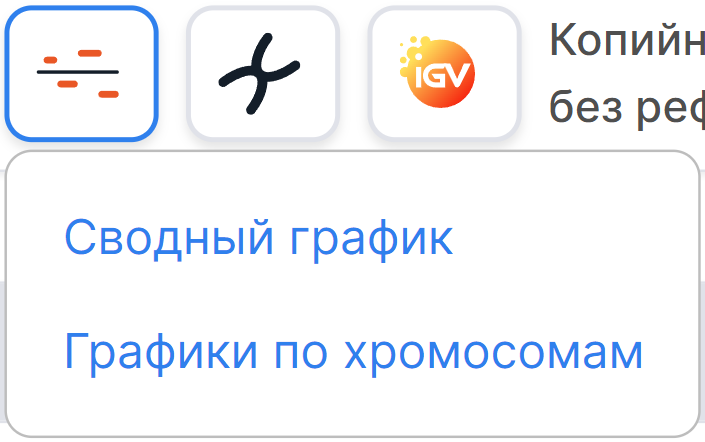 IGV
Копийн
без реф
Сводный график
Графики по хромосомам